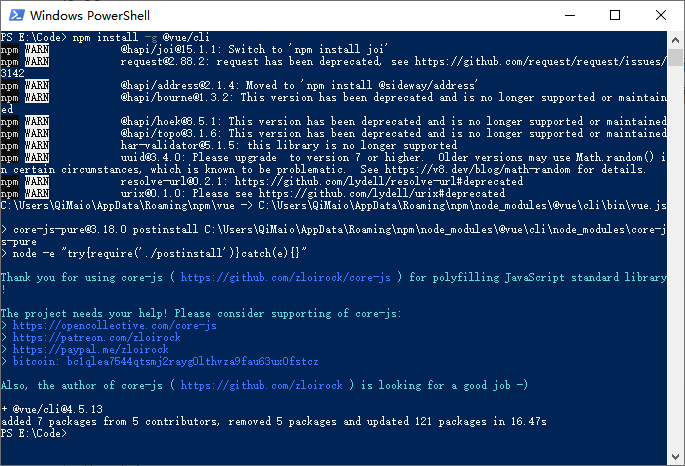 Windows PowerShell
PS E:\Code> npm install -g @vue/cli
npm WARN @hapi/joi@15.1.1: Switch to 'npm install joi'
npm WARN request@2.88.2: request has been deprecated, see https://github.com/request/request/issues/
3142
npm WARN @hapi/address@2.1.4: Moved to 'npm install @sideway/address'
npm WARN @hapi/bourne@1.3.2: This version has been deprecated and is no longer supported or maintain
ed
npm WARN @hapi/hoek@8.5.1: This version has been deprecated and is no longer supported or maintained
npm WARN @hapi/topo@3.1.6: This version has been deprecated and is no longer supported or maintained
npm WARN har-validator@5.1.5: this library is no longer supported
npm WARN uuid@3.4.0: Please upgrade  to version 7 or higher.  Older versions may use Math.random() i
n certain circumstances, which is known to be problematic.  See https://v8.dev/blog/math-random for details.
npm WARN resolve-url@0.2.1: https://github.com/lydell/resolve-url#deprecated
npm WARN urix@0.1.0: Please see https://github.com/lydell/urix#deprecated
C:\Users\QiMaio\AppData\Roaming\npm\vue -> C:\Users\QiMaio\AppData\Roaming\npm\node_modules\@vue\cli\bin\vue.js
> core-js-pure@3.18.0 postinstall C:\Users\QiMaio\AppData\Roaming\npm\node_modules\@vue\cli\node_modules\core-j
s-pure
> node -e "try{require('./postinstall')}catch(e){}"
Thank you for using core-js ( https://github.com/zloirock/core-js ) for polyfilling JavaScript standard library
!
The project needs your help! Please consider supporting of core-js:
> https://opencollective.com/core-js
> https://patreon.com/zloirock
> https://paypal.me/zloirock
> bitcoin: bc1qlea7544qtsmj2rayg0lthvza9fau63ux0fstcz
Also, the author of core-js ( https://github.com/zloirock ) is looking for a good job -)
+ @vue/cli@4.5.13
added 7 packages from 5 contributors, removed 5 packages and updated 121 packages in 16.47s
PS E:\Code>